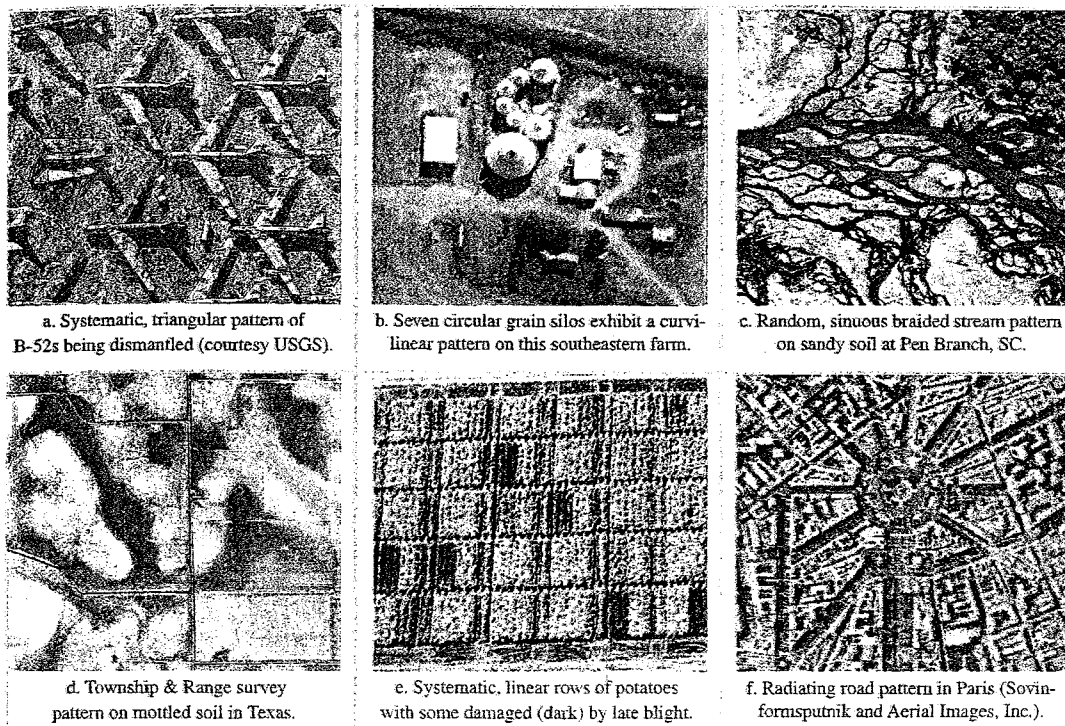 a. Systematic, triangular pattern of
B-52s being dismantled (courtesy USGS).
b. Seven circular grain silos exhibit a curvi-
linear pattern on this southeastern farm.
c. Random, sinuous braided stream pattern
on sandy soil at Pen Branch, SC.
d. Township & Range survey
pattern on mottled soil in Texas.
e. Systematic, linear rows of potatoes
with some damaged (dark) by late blight.
f. Radiating road pattern in Paris (Sovin-
formsputnik and Aerial Images, Inc.).